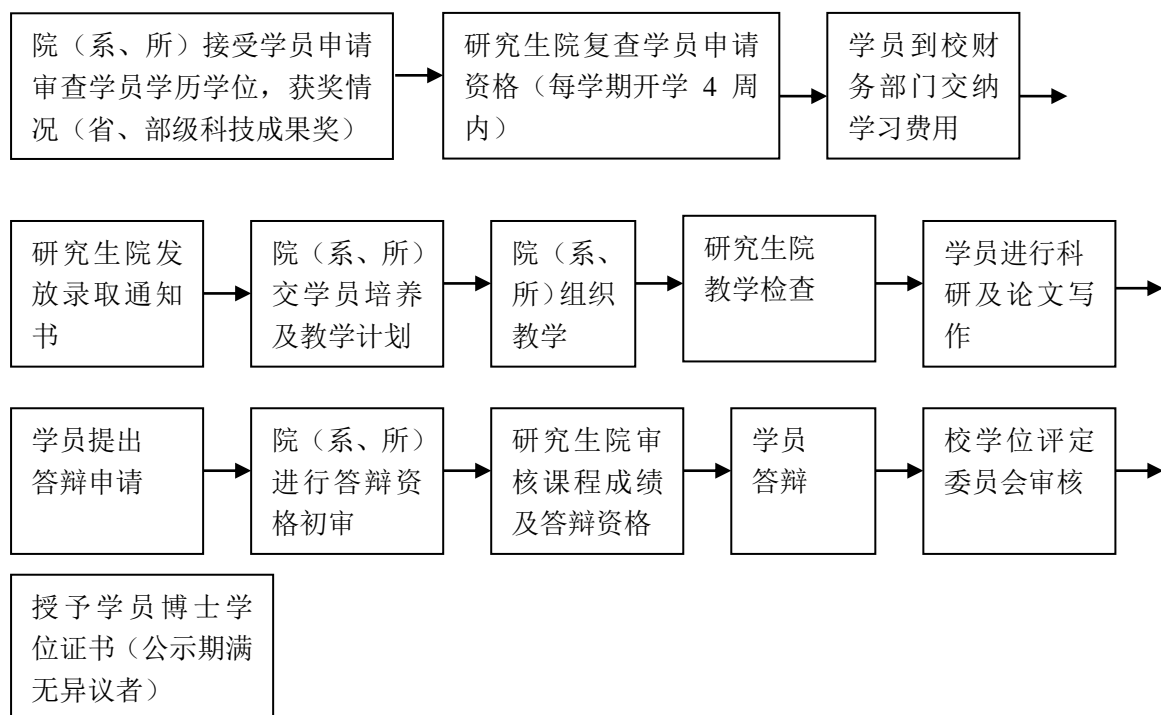 院（系、所）接受学员申请
审查学员学历学位，获奖情
况（省、部级科技成果奖）
研究生院复查学员申请
资格（每学期开学 4 周
内）
学员到校财
务部门交纳
学习费用
研究生院发
放录取通知
书
院（系、所）
交学员培养
及教学计划
院（系、
所）组织
教学
研究生院
教学检查
学员进行科
研及论文写
作
学员提出
答辩申请
院（系、所）
进行答辩资
格初审
研究生院审
核课程成绩
及答辩资格
学员
答辩
校学位评定
委员会审核
授予学员博士学
位证书（公示期满
无异议者）